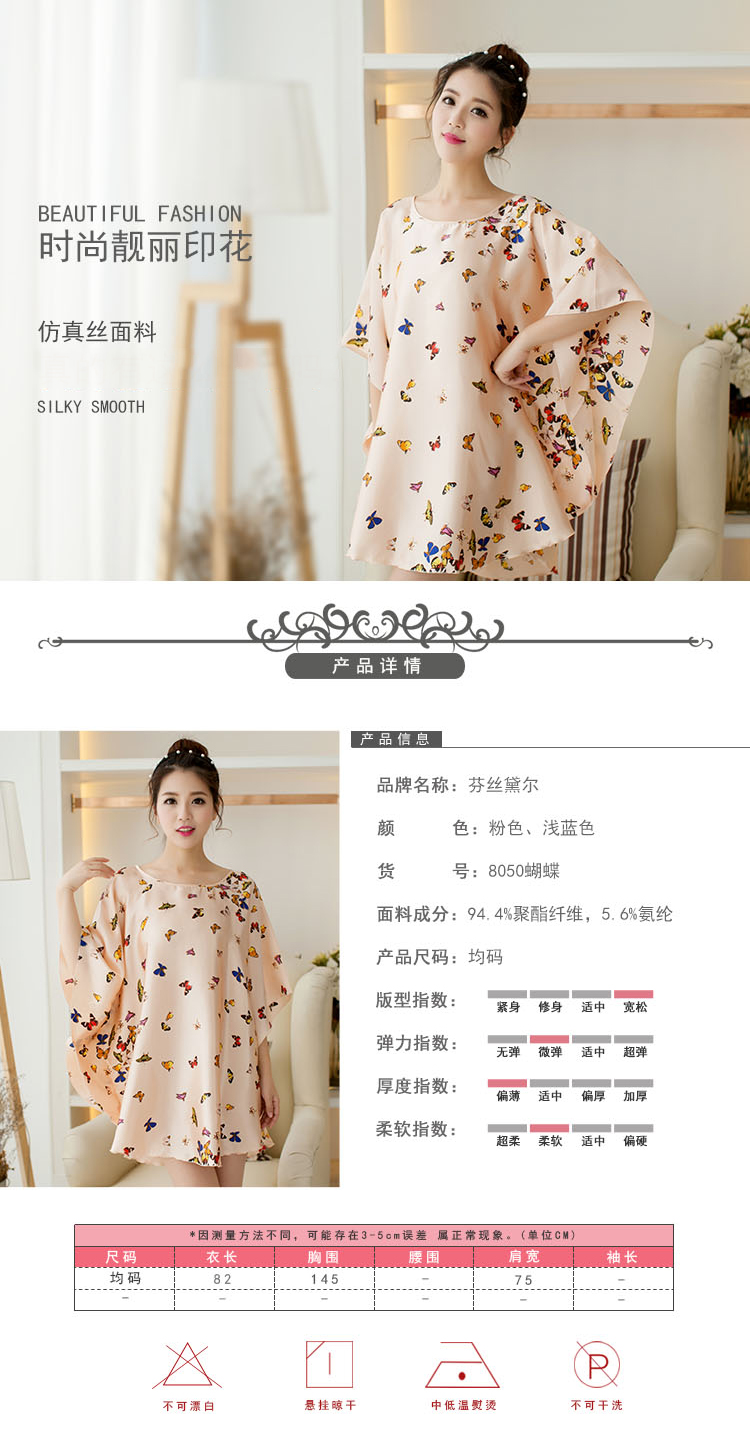 BEAUTIFUL FASHION
时尚靓丽印花
仿真丝面料
SILKY SMOOTH
产品详情
产品信息
品牌名称：芬丝黛尔
颜 色：粉色、浅蓝色
货 号：8050蝴蝶
面料成分：94.4%聚酯纤维，5.6%氨纶
产品尺码：均码
版型指数：
紧身 修身 适中 宽松
弹力指数：
无弹 微弹 适中 超弹
厚度指数：
偏薄 适中 偏厚 加厚
柔软指数：
超柔 柔软 适中 偏硬
*因测量方法不同，可能存在3-5cm误差 属正常现象。(单位CM)
尺码 衣长 胸围 腰围 肩宽 袖长
均码 82 145 - 75 -
- - - - - -
P
不可漂白 悬挂晾干 中低温熨烫 不可干洗